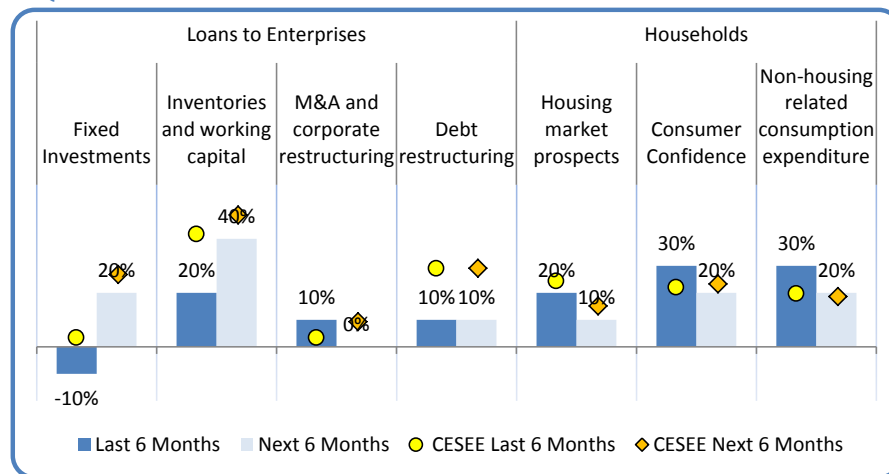 Loans to Enterprises
Households
Fixed
Investments
Inventories
and working
capital
M&A and
corporate
restructuring
Debt
restructuring
Housing
market
prospects
Consumer
Confidence
Non-housing
related
consumption
expenditure
-10%
20%
20%
40%
10%
0%
10%
10%
20%
10%
30%
20%
30%
20%
Last 6 Months
Next 6 Months
CESEE Last 6 Months
CESEE Next 6 Months